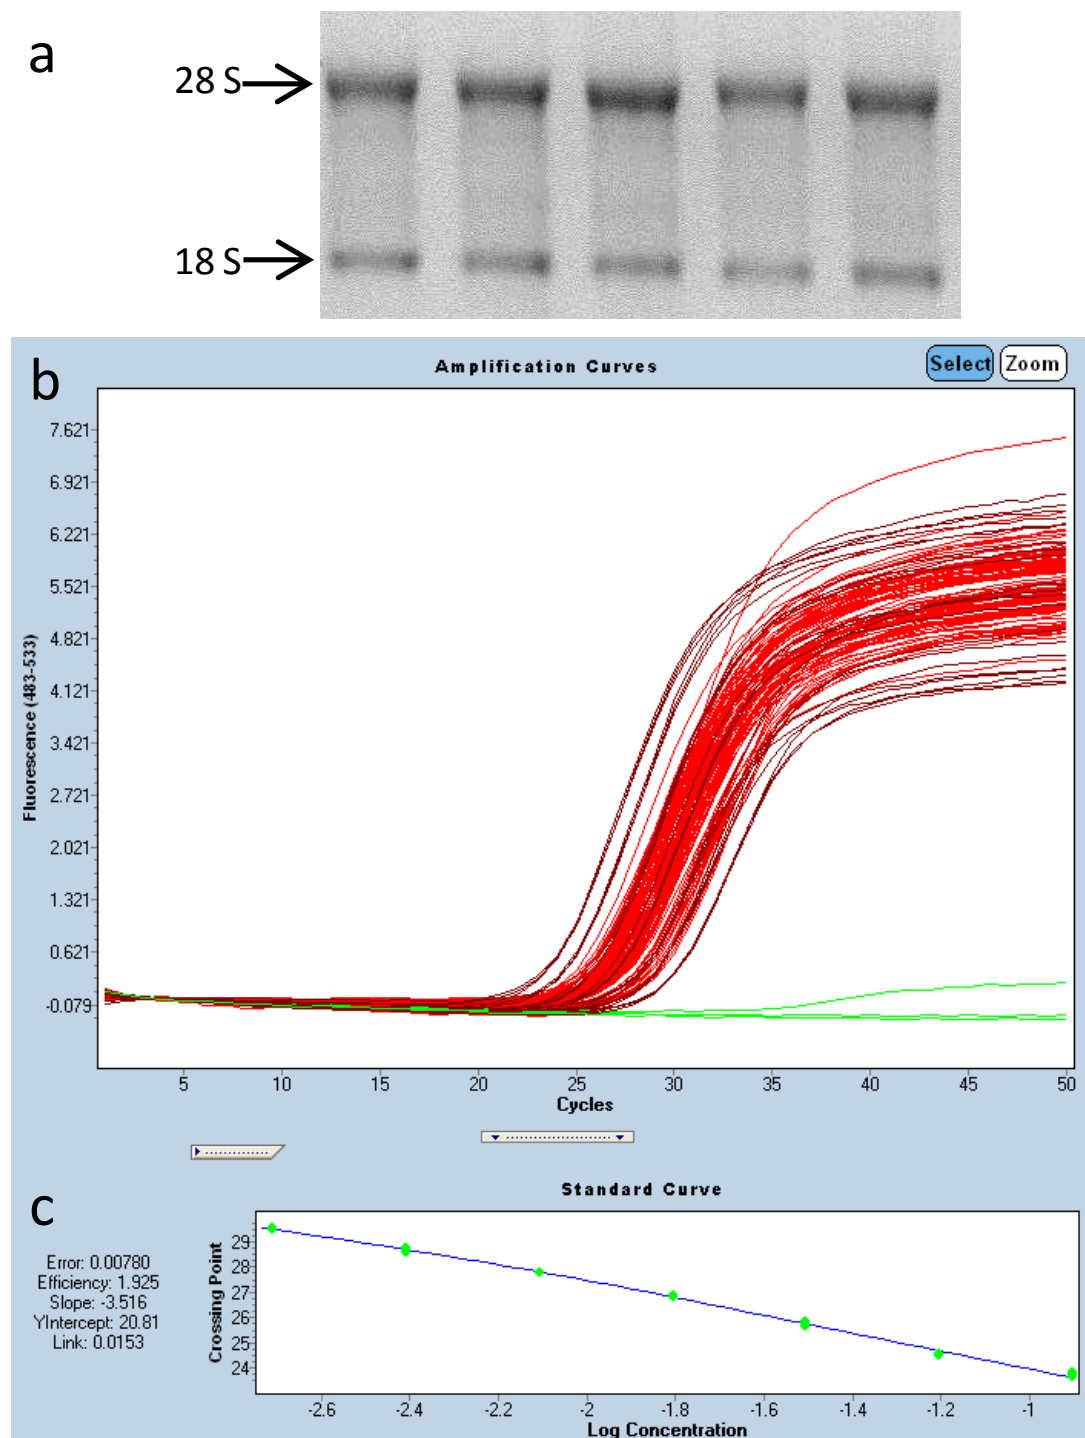 a
28 S
18 S
b
Amplification Curves
Select
Zoom
Fluorescence (483-533)
7.621
6.921
6.221
5.521
4.821
4.121
3.421
2.721
2.021
1.321
0.621
-0.079
5 10 15 20 25 30 35 40 45 50
Cycles
c
Standard Curve
Error: 0.00780
Efficiency: 1.925
Slope: -3.516
YIntercept: 20.81
Link: 0.0153
Crossing Point
29
28
27
26
25
24
-2.6 -2.4 -2.2 -2 -1.8 -1.6 -1.4 -1.2 -1
Log Concentration